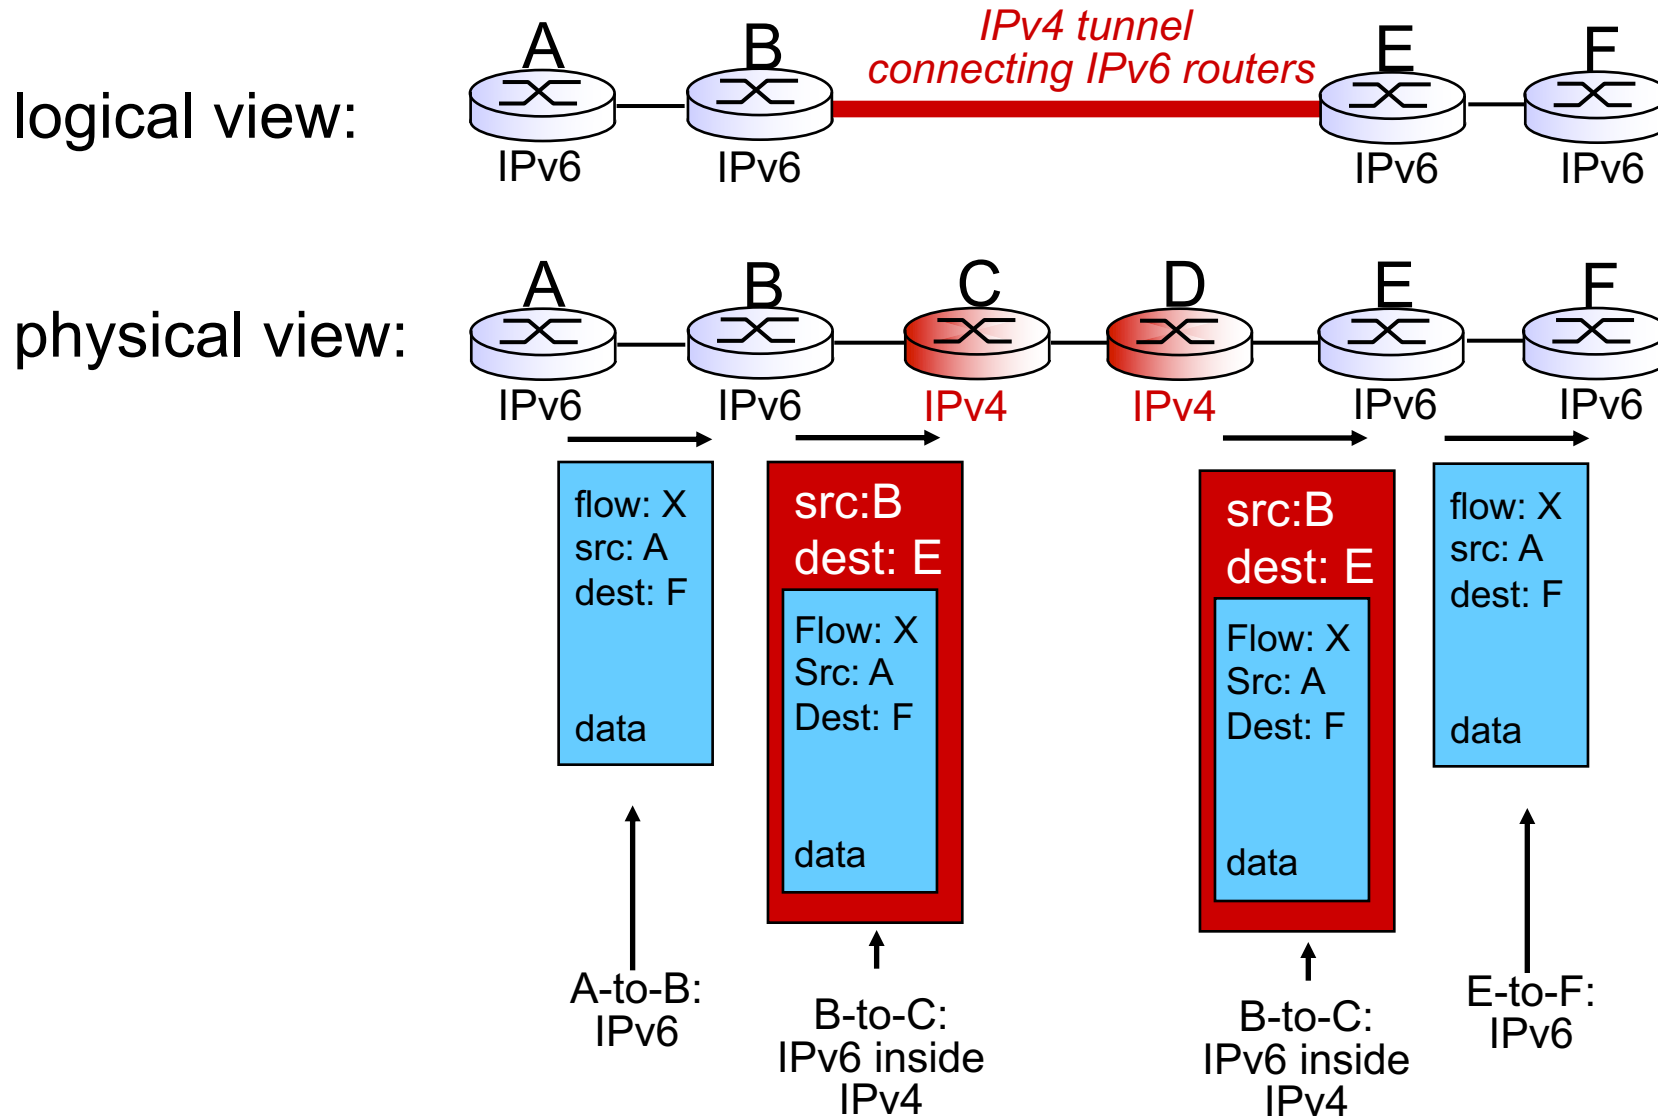 A
B
IPv4 tunnel
connecting IPv6 routers
E
F
logical view:
IPv6
IPv6
IPv6
IPv6
A
B
C
D
E
F
physical view:
IPv6
IPv6
IPv4
IPv4
IPv6
IPv6
flow: X
src: A
dest: F
data
src:B
dest: E
Flow: X
Src: A
Dest: F
data
src:B
dest: E
Flow: X
Src: A
Dest: F
data
flow: X
src: A
dest: F
data
A-to-B:
IPv6
B-to-C:
IPv6 inside
IPv4
B-to-C:
IPv6 inside
IPv4
E-to-F:
IPv6